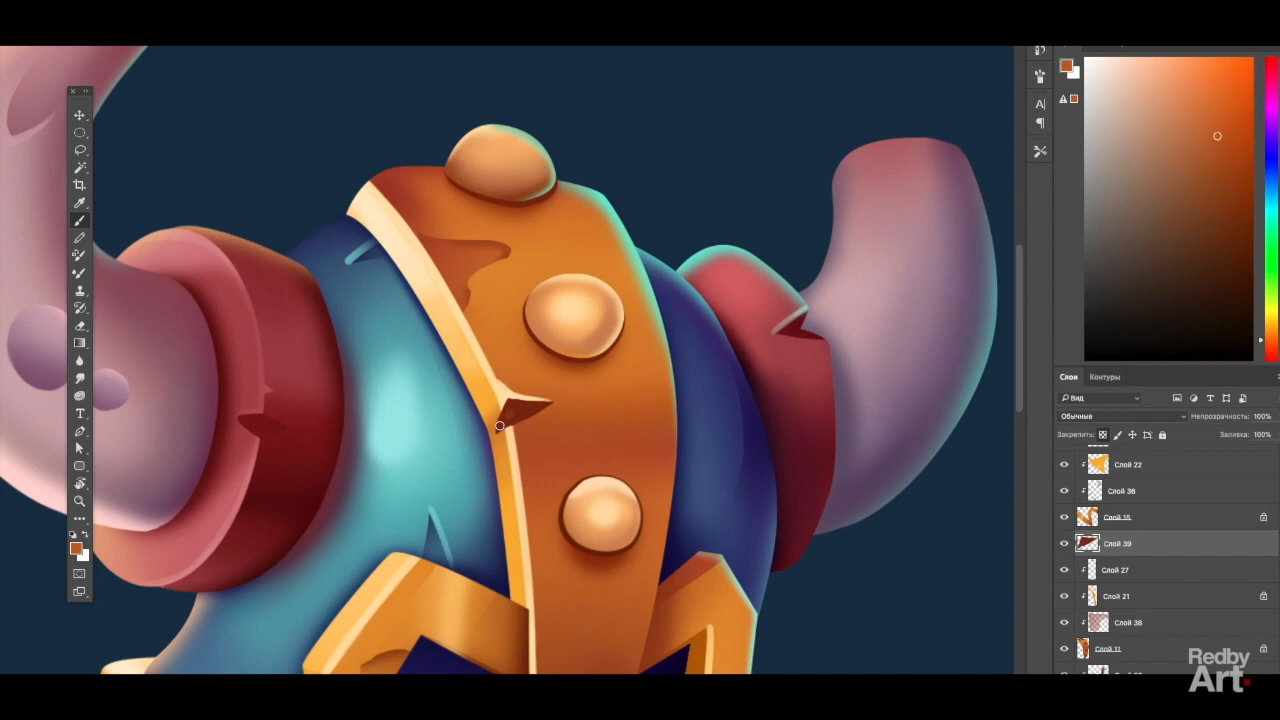 Слои Контуры
Вид
Обычные Непрозрачность: 100%
Закрепить: Заливка: 100%
Слой 22
Слой 36
Слой 15
Слой 39
Слой 27
Слой 21
Слой 38
Слой 11
Redby
Art